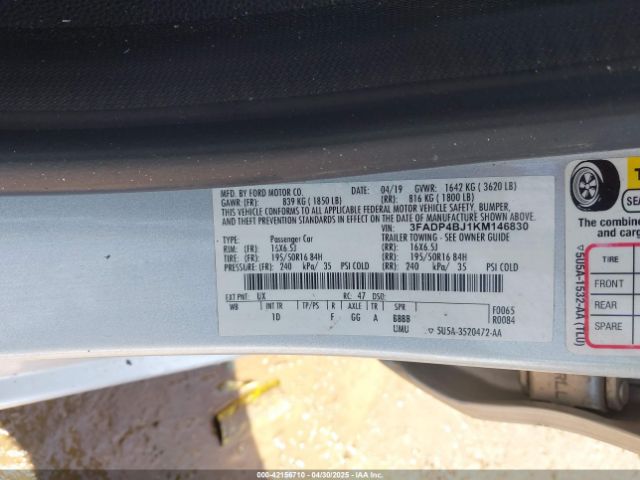 MFD. BY FORD MOTOR CO. 04/19 GVWR: 1642 KG ( 3620 LB)
GAWR (FR): 839 KG ( 1850 LB) (RR): 816 KG ( 1800 LB)
THIS VEHICLE CONFORMS TO ALL APPLICABLE FEDERAL MOTOR VEHICLE SAFETY, BUMPER,
AND THEFT PREVENTION STANDARDS IN EFFECT ON THE DATE OF MANUFACTURE SHOWN ABOVE.
VIN: 3FADP4BJ1KM146830
TYPE: Passenger Car TRAILER TOWING - SEE OWNER GUIDE
RIM: (FR): 15X6.5J (RR): 16X6.5J
TIRE: (FR): 195/50R16 84H (RR): 195/50R16 84H
PRESSURE: (FR) 240 kPa/ 35 PSI COLD (RR): 240 kPa/ 35 PSI COLD
EXT PNT: UX RC: 47 DSO:
WB INT TR TP/PS R AXLE TR SPR F0065
1D F GG A BBBB R0084
UMU ▽ 5U5A-3520472-AA
SEA
The combine
and carg
TIRE
FRONT
REAR
SPARE
▽5U5A-1532-AA (TLU)
000-42156710 - 04/30/2025 - IAA Inc.